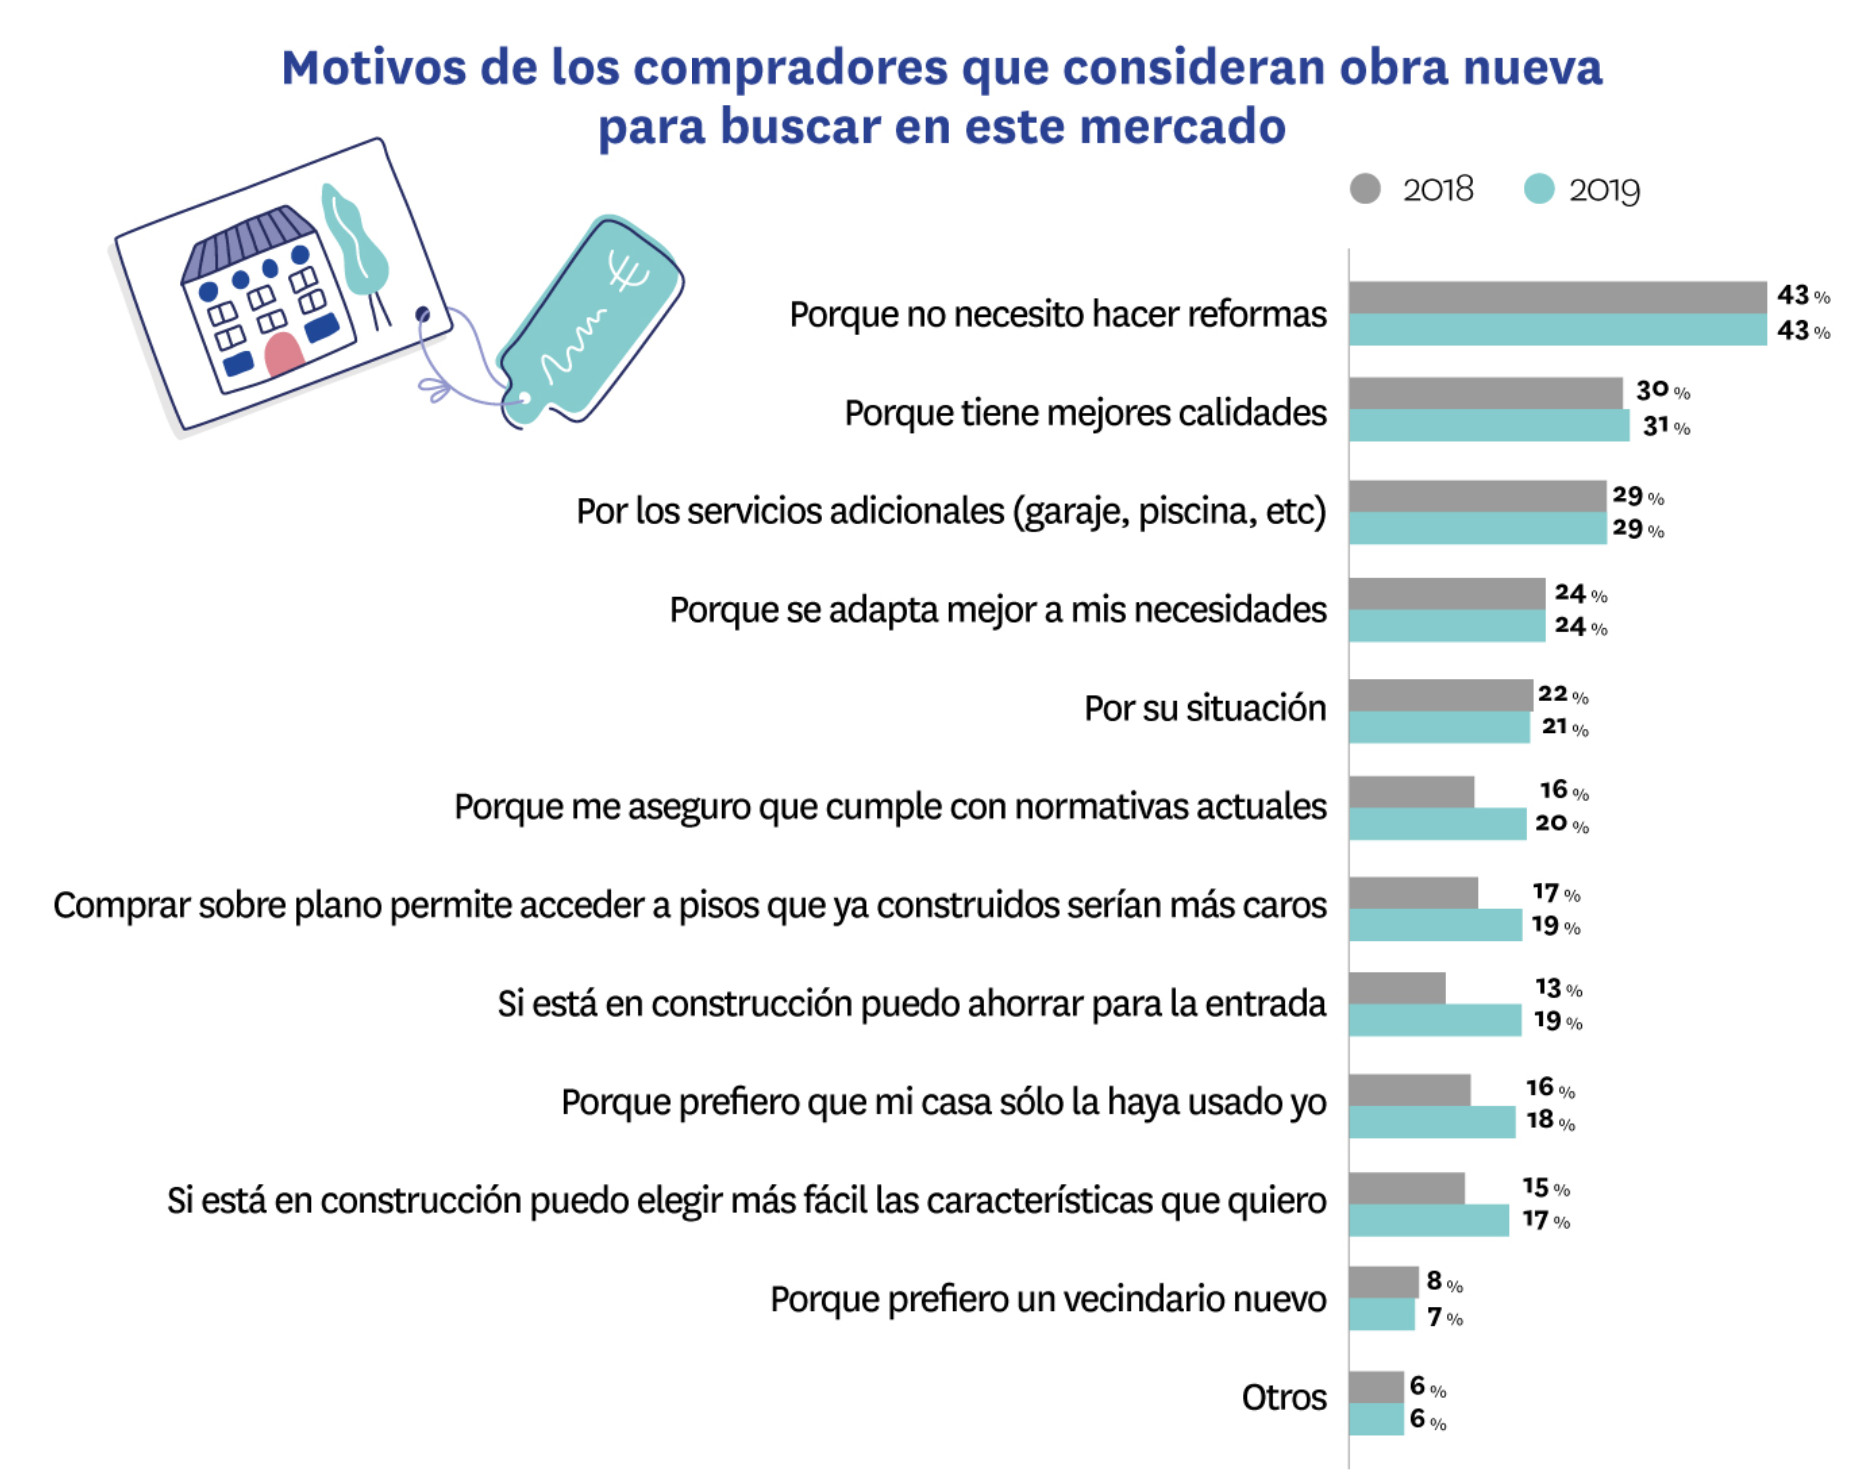 Motivos de los compradores que consideran obra nueva
para buscar en este mercado
2018
2019
Porque no necesito hacer reformas
43 %
43 %
Porque tiene mejores calidades
30 %
31 %
Por los servicios adicionales (garaje, piscina, etc)
29 %
29 %
Porque se adapta mejor a mis necesidades
24 %
24 %
Por su situación
22 %
21 %
Porque me aseguro que cumple con normativas actuales
16 %
20 %
Comprar sobre plano permite acceder a pisos que ya construidos serían más caros
17 %
19 %
Si está en construcción puedo ahorrar para la entrada
13 %
19 %
Porque prefiero que mi casa sólo la haya usado yo
16 %
18 %
Si está en construcción puedo elegir más fácil las características que quiero
15 %
17 %
Porque prefiero un vecindario nuevo
8 %
7 %
Otros
6 %
6 %
€